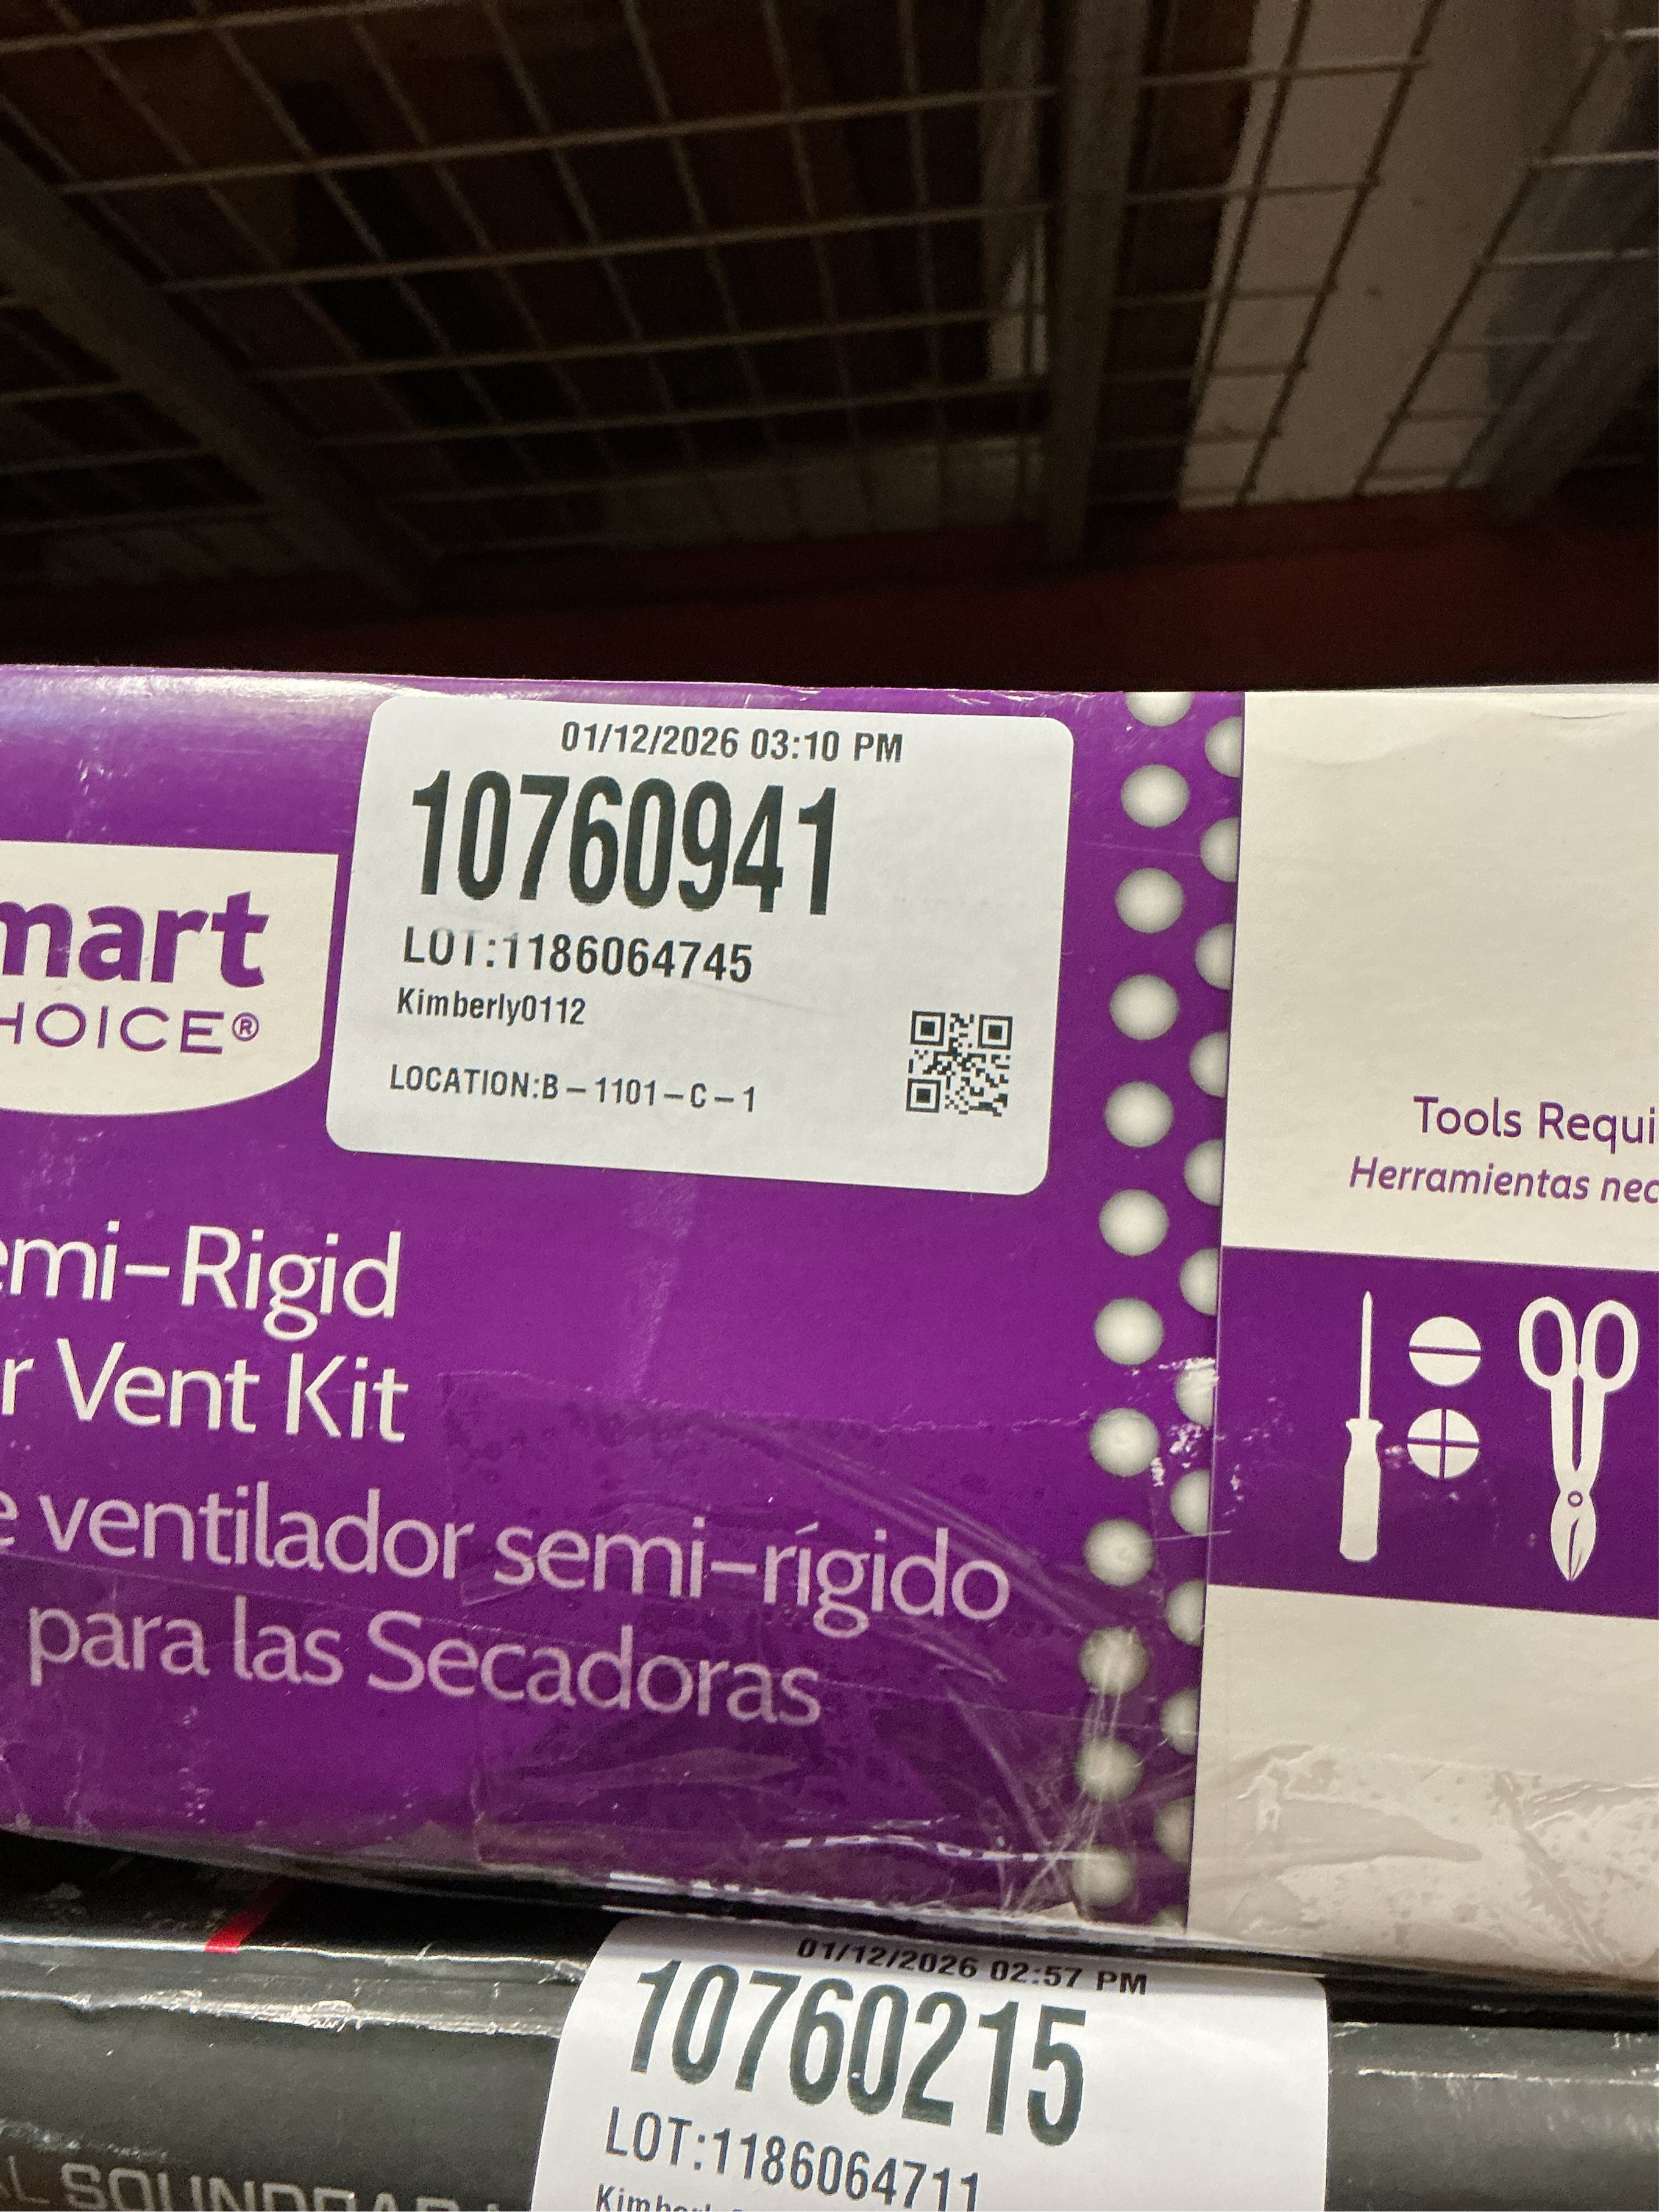 01/12/2026 03:10 PM
10760941
LOT:1186064745
Kimberly0112
LOCATION:B-1101-C-1
mart
HOICE®
emi-Rigid
r Vent Kit
e ventilador semi-rígido
para las Secadoras
Tools Requi
Herramientas nec
01/12/2026 02:57 PM
10760215
LOT:1186064711